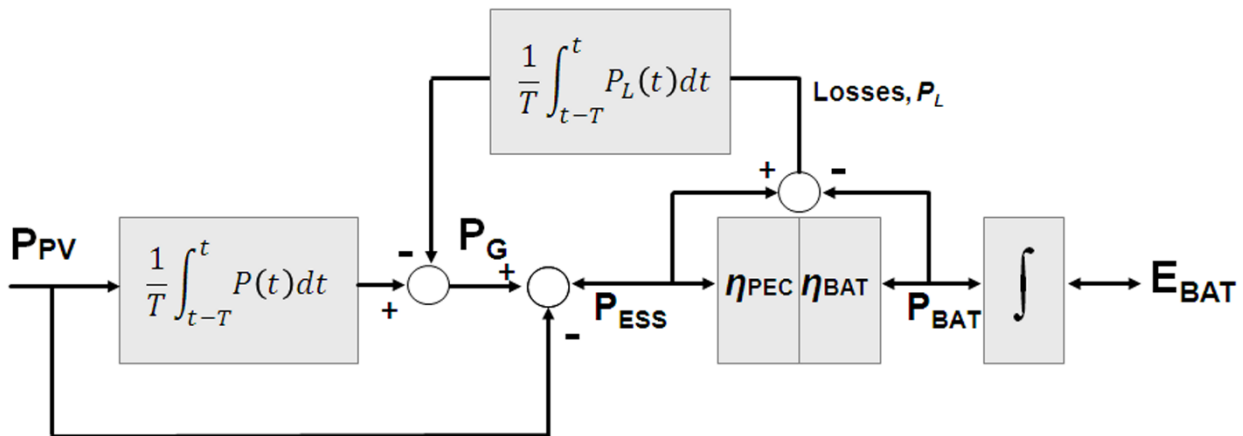 1/T ∫_{t-T}^{t} P_L(t)dt
Losses, P_L
+ -
P_PV
1/T ∫_{t-T}^{t} P(t)dt
-
+
P_G
+
-
P_ESS
η_PEC η_BAT
P_BAT
∫
E_BAT